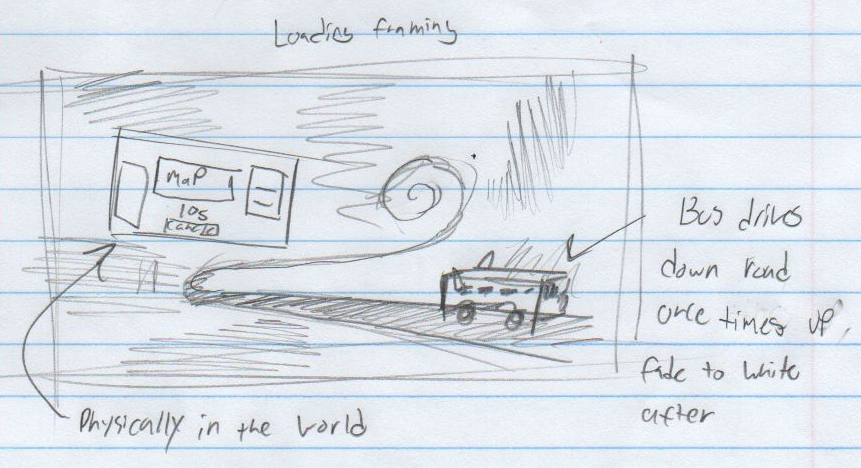 Loading framing
MaP
10s
Cancle
Bus drives
down road
once times up
fade to white
after
Physically in the world